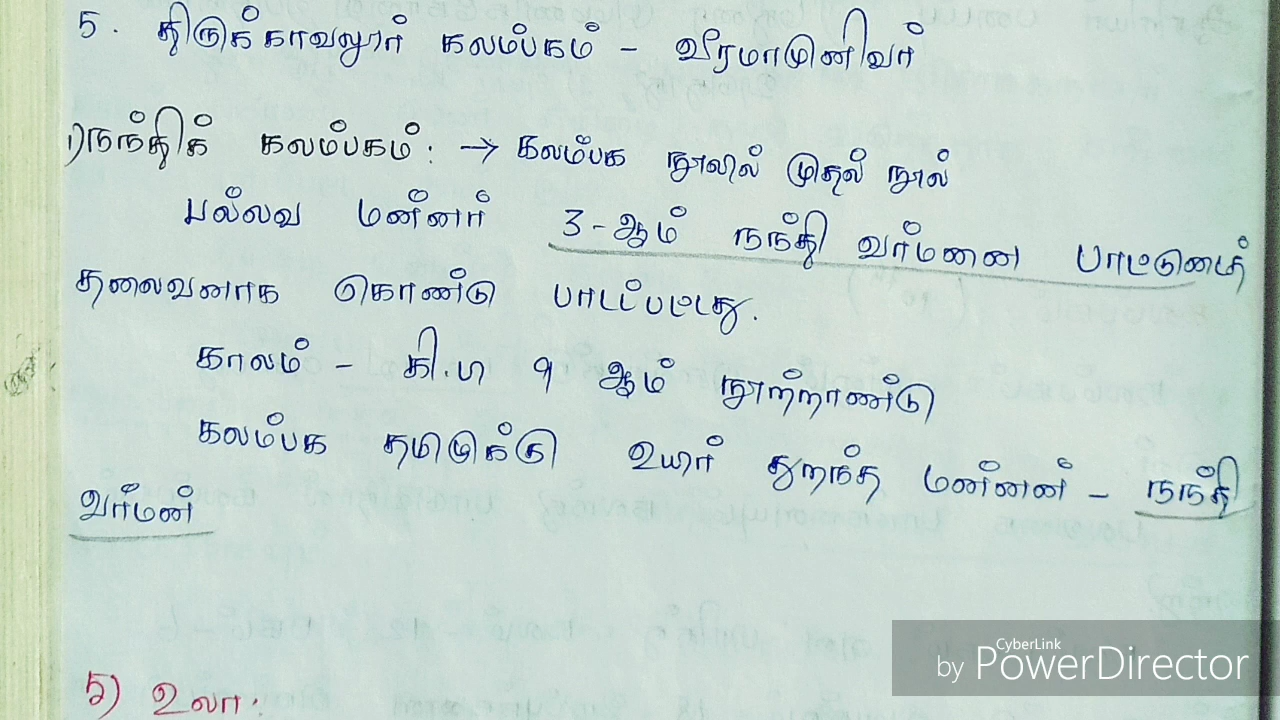 5. திருக்காவலூர் கலம்பகம் - வீரமாமுனிவர்
1) நந்திக் கலம்பகம்: → கலம்பக நூலில் முதல் நூல்
பல்லவ மன்னர் 3-ஆம் நந்தி வர்மனை பாட்டுடைத்
தலைவனாக கொண்டு பாடப்பட்டது.
காலம் - கி.பி 9 ஆம் நூற்றாண்டு
கலம்பக தமிழுக்கு உயிர் துறந்த மன்னன் - நந்தி
வர்மன்
5) உலா:
by CyberLink PowerDirector